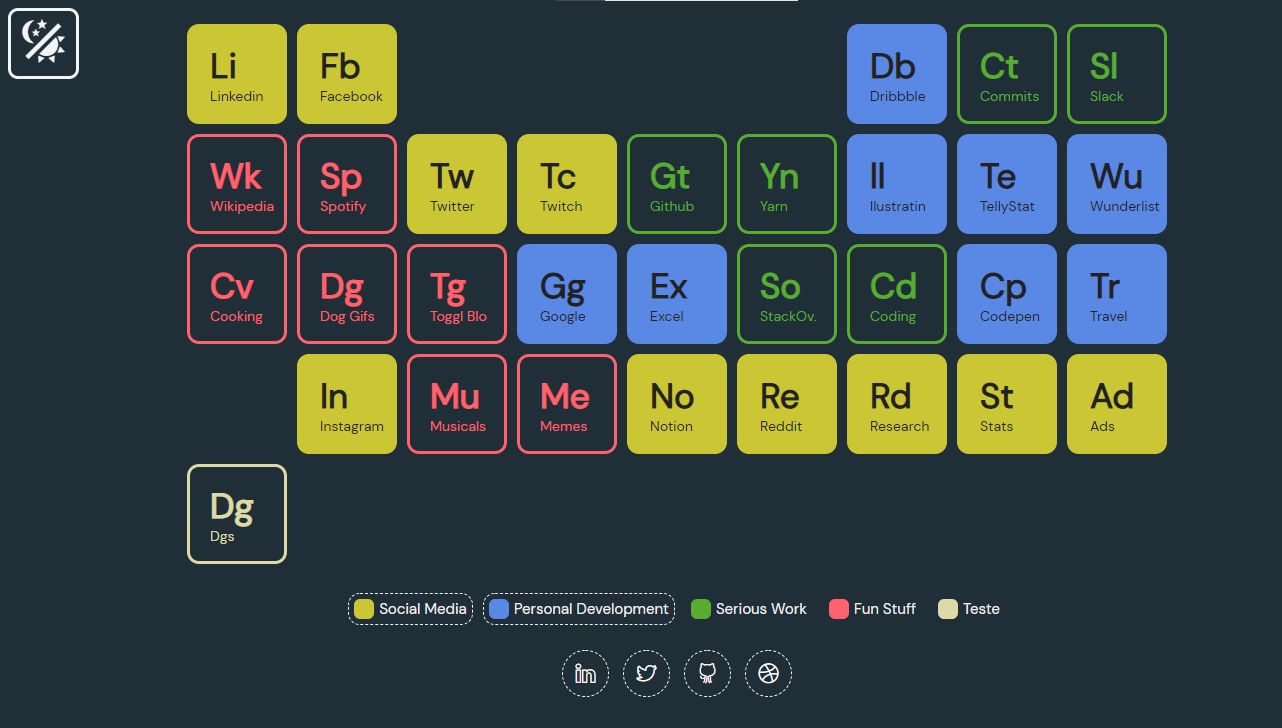 Li
Linkedin
Fb
Facebook
Db
Dribbble
Ct
Commits
Sl
Slack
Wk
Wikipedia
Sp
Spotify
Tw
Twitter
Tc
Twitch
Gt
Github
Yn
Yarn
Il
Ilustratin
Te
TellyStat
Wu
Wunderlist
Cv
Cooking
Dg
Dog Gifs
Tg
Toggl Blo
Gg
Google
Ex
Excel
So
StackOv.
Cd
Coding
Cp
Codepen
Tr
Travel
In
Instagram
Mu
Musicals
Me
Memes
No
Notion
Re
Reddit
Rd
Research
St
Stats
Ad
Ads
Dg
Dgs
Social Media
Personal Development
Serious Work
Fun Stuff
Teste
in